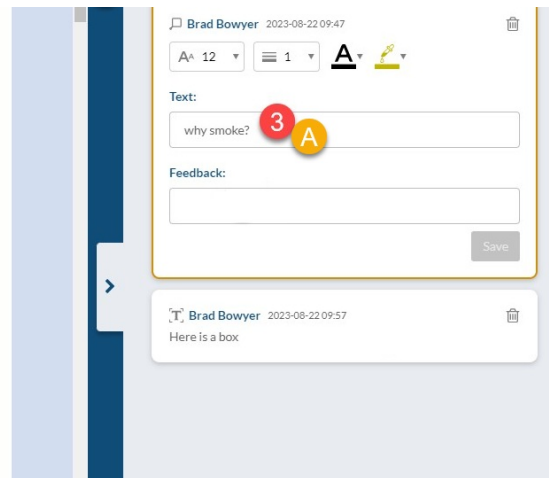 Brad Bowyer 2023-08-22 09:47
AA 12 1 A
Text:
why smoke? 3 A
Feedback:
Save
[T] Brad Bowyer 2023-08-22 09:57
Here is a box